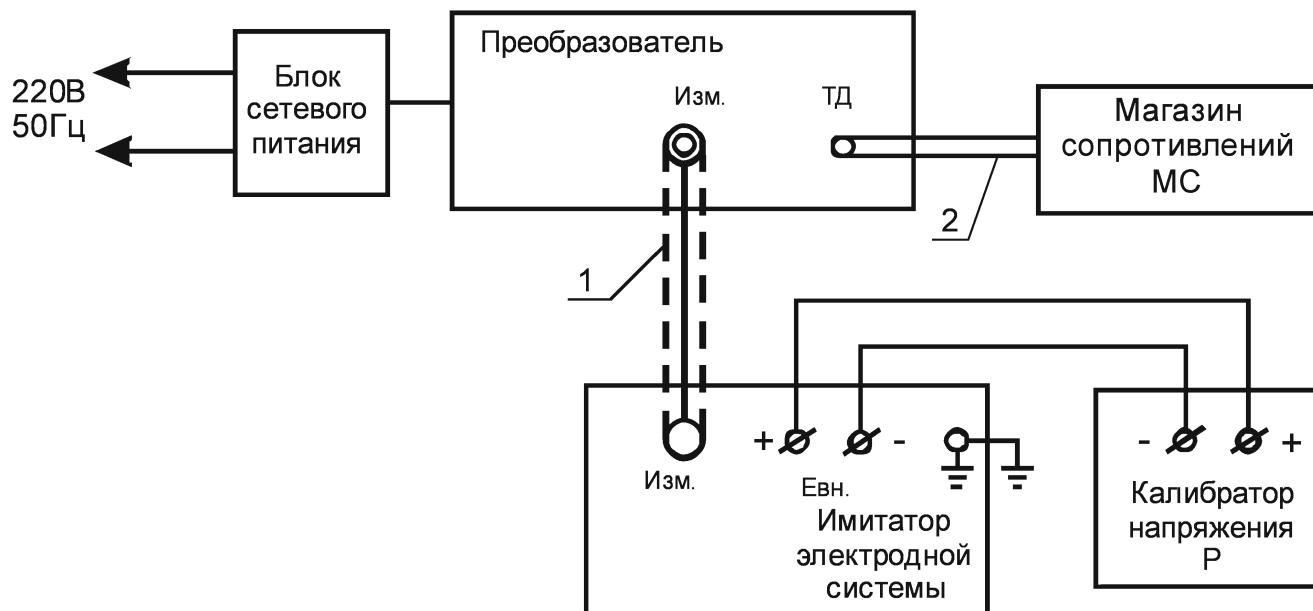 220В
50Гц
Блок
сетевого
питания
Преобразователь
Изм.
ТД
Магазин
сопротивлений
МС
1
2
+
-
Изм.
Евн.
Имитатор
электродной
системы
-
+
Калибратор
напряжения
Р